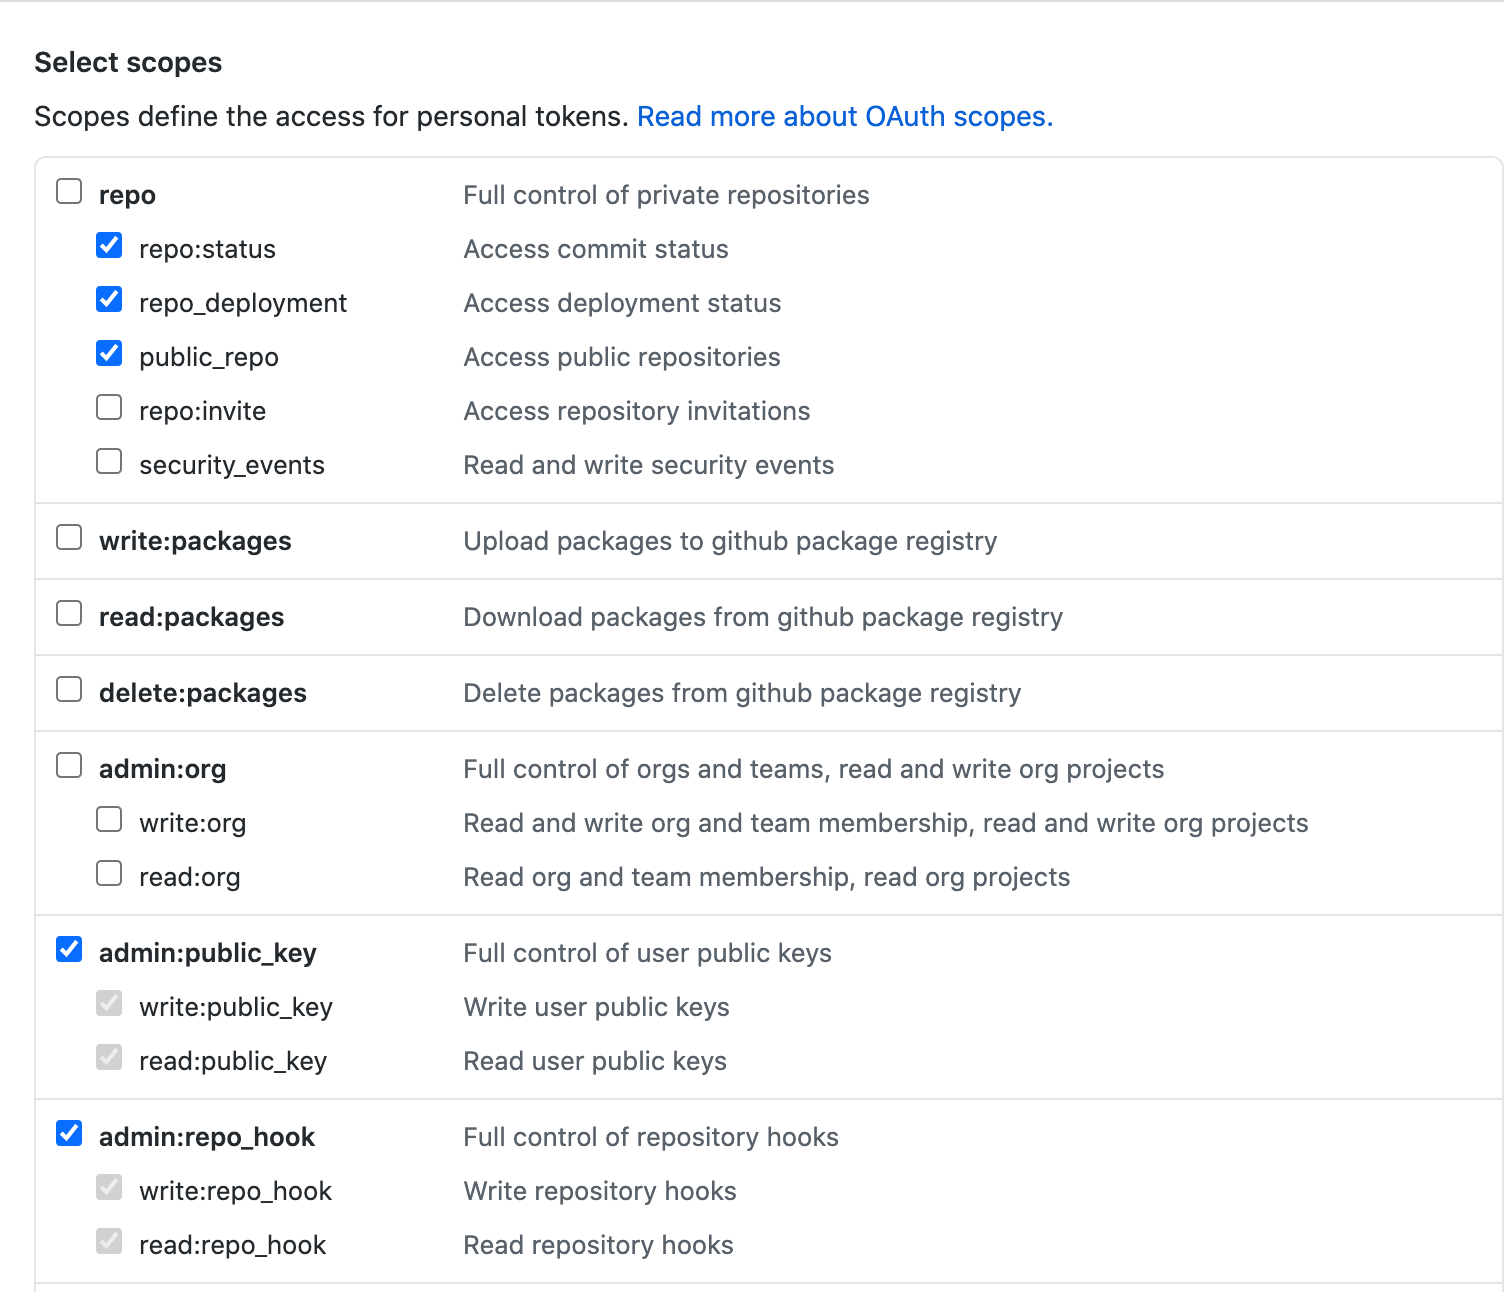 Select scopes
Scopes define the access for personal tokens. Read more about OAuth scopes.
repo Full control of private repositories
repo:status Access commit status
repo_deployment Access deployment status
public_repo Access public repositories
repo:invite Access repository invitations
security_events Read and write security events
write:packages Upload packages to github package registry
read:packages Download packages from github package registry
delete:packages Delete packages from github package registry
admin:org Full control of orgs and teams, read and write org projects
write:org Read and write org and team membership, read and write org projects
read:org Read org and team membership, read org projects
admin:public_key Full control of user public keys
write:public_key Write user public keys
read:public_key Read user public keys
admin:repo_hook Full control of repository hooks
write:repo_hook Write repository hooks
read:repo_hook Read repository hooks